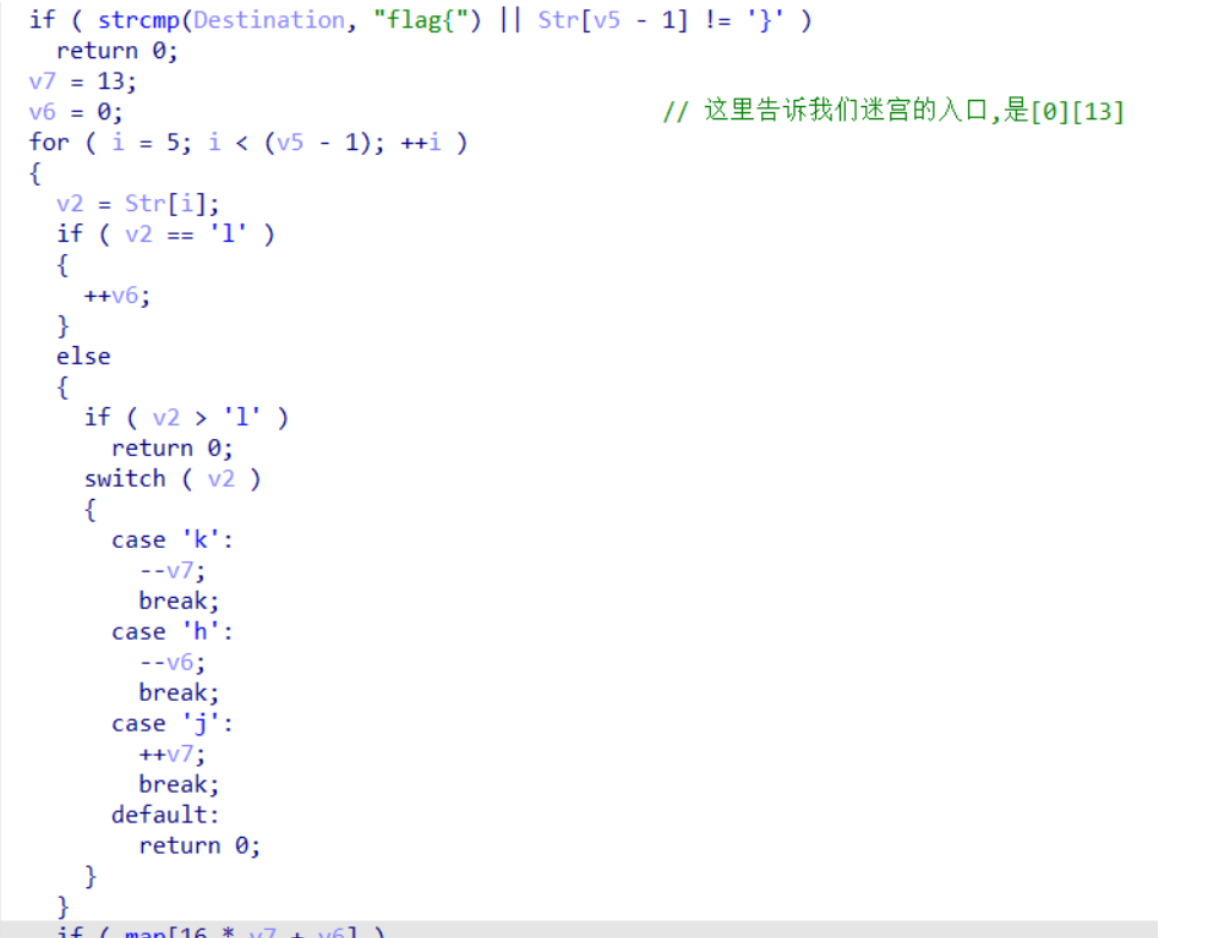 if ( strcmp(Destination, "flag{") || Str[v5 - 1] != '}' )
return 0;
v7 = 13;
v6 = 0; // 这里告诉我们迷宫的入口,是[0][13]
for ( i = 5; i < (v5 - 1); ++i )
{
v2 = Str[i];
if ( v2 == 'l' )
{
++v6;
}
else
{
if ( v2 > 'l' )
return 0;
switch ( v2 )
{
case 'k':
--v7;
break;
case 'h':
--v6;
break;
case 'j':
++v7;
break;
default:
return 0;
}
}
if ( map[16 * v7 + v6] )